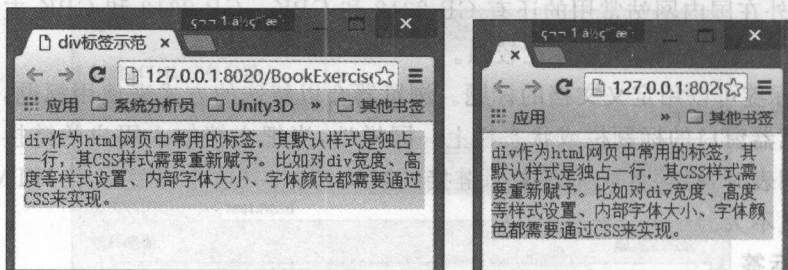 div标签示范 ×
127.0.0.1:8020/BookExercise
应用 系统分析员 Unity3D » 其他书签
div作为html网页中常用的标签，其默认样式是独占
一行，其CSS样式需要重新赋予。比如对div宽度、高
度等样式设置、内部字体大小、字体颜色都需要通过
CSS来实现。
×
127.0.0.1:802
应用 » 其他书签
div作为html网页中常用的标签，其
默认样式是独占一行，其CSS样式需
要重新赋予。比如对div宽度、高度
等样式设置、内部字体大小、字体颜
色都需要通过CSS来实现。